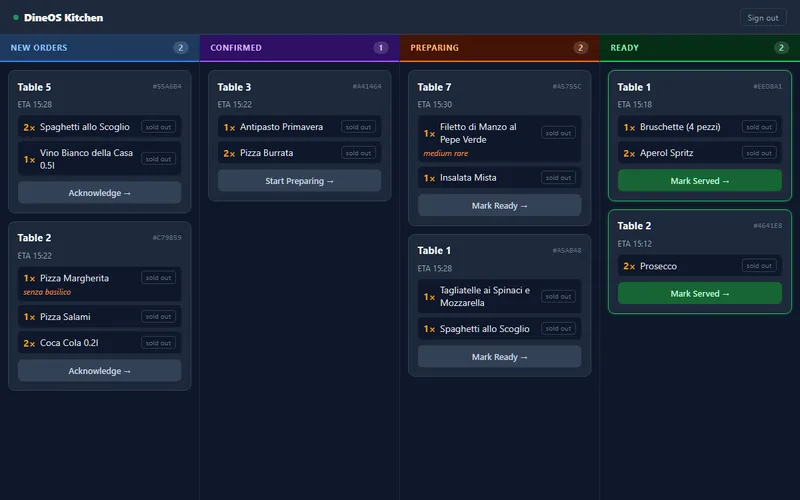 DineOS Kitchen
Sign out
NEW ORDERS 2
Table 5 #55A6B4
ETA 15:28
2× Spaghetti allo Scoglio sold out
1× Vino Bianco della Casa 0.5l sold out
Acknowledge →
Table 2 #C79859
ETA 15:22
1× Pizza Margherita sold out
senza basilico
1× Pizza Salami sold out
2× Coca Cola 0.2l sold out
Acknowledge →
CONFIRMED 1
Table 3 #A41464
ETA 15:22
1× Antipasto Primavera sold out
2× Pizza Burrata sold out
Start Preparing →
PREPARING 2
Table 7 #45755C
ETA 15:30
1× Filetto di Manzo al Pepe Verde sold out
medium rare
1× Insalata Mista sold out
Mark Ready →
Table 1 #A5AB48
ETA 15:28
1× Tagliatelle ai Spinaci e Mozzarella sold out
1× Spaghetti allo Scoglio sold out
Mark Ready →
READY 2
Table 1 #EED8A1
ETA 15:18
1× Bruschette (4 pezzi) sold out
2× Aperol Spritz sold out
Mark Served →
Table 2 #4641E8
ETA 15:12
2× Prosecco sold out
Mark Served →